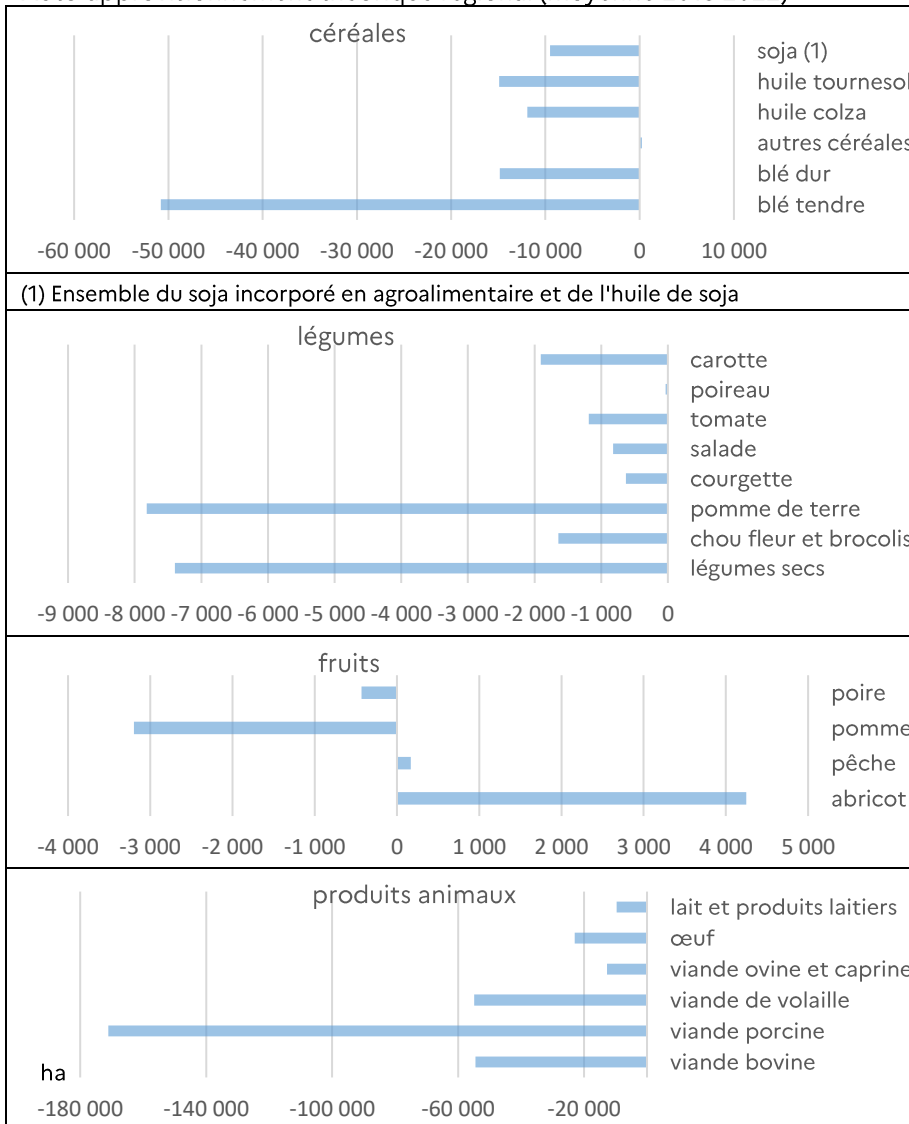 céréales
soja (1)
huile tournesol
huile colza
autres céréales
blé dur
blé tendre
-60 000 -50 000 -40 000 -30 000 -20 000 -10 000 0 10 000
(1) Ensemble du soja incorporé en agroalimentaire et de l'huile de soja
légumes
carotte
poireau
tomate
salade
courgette
pomme de terre
chou fleur et brocolis
légumes secs
-9 000 -8 000 -7 000 -6 000 -5 000 -4 000 -3 000 -2 000 -1 000 0
fruits
poire
pomme
pêche
abricot
-4 000 -3 000 -2 000 -1 000 0 1 000 2 000 3 000 4 000 5 000
produits animaux
lait et produits laitiers
œuf
viande ovine et caprine
viande de volaille
viande porcine
viande bovine
ha
-180 000 -140 000 -100 000 -60 000 -20 000